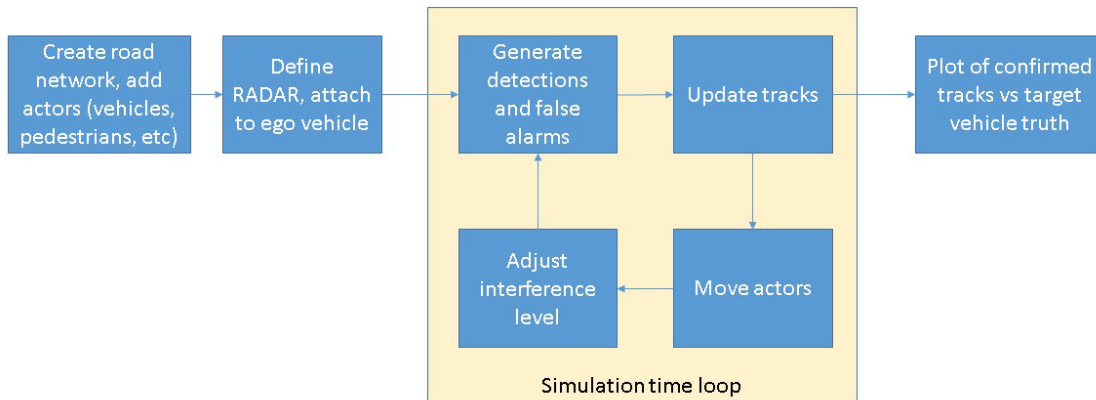 Create road
network, add
actors (vehicles,
pedestrians, etc)
Define
RADAR, attach
to ego vehicle
Generate
detections
and false
alarms
Update tracks
Plot of confirmed
tracks vs target
vehicle truth
Adjust
interference
level
Move actors
Simulation time loop